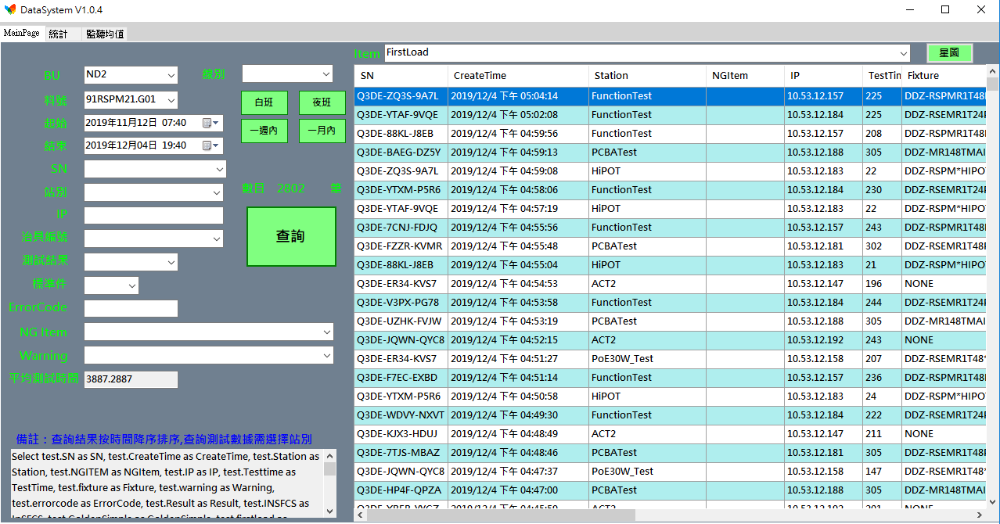 DataSystem V1.0.4
MainPage 統計 監聽均值
BU ND2 線別
料號 91RSPM21.G01 白班 夜班
起始 2019年11月12日 07:40 一週內 一月內
結束 2019年12月04日 19:40
SN
站別 數目 2802 筆
IP
治具編號 查詢
測試結果
標準件
ErrorCode
NG Item
Warning
平均測試時間 3887.2887
備註：查詢結果按時間降序排序,查詢測試數據需選擇站別
Select test.SN as SN, test.CreateTime as CreateTime, test.Station as
Station, test.NGITEM as NGItem, test.IP as IP, test.Testtime as
TestTime, test.fixture as Fixture, test.warning as Warning,
test.errorcode as ErrorCode, test.Result as Result, test.INSFCS as
InSFCS, test.GoldenSimple as GoldenSimple, test.firstload as
Item FirstLoad 星圖
SN CreateTime Station NGItem IP TestTin Fixture
Q3DE-ZQ3S-9A7L 2019/12/4 下午 05:04:14 FunctionTest 10.53.12.157 225 DDZ-RSPMR1T48
Q3DE-YTAF-9VQE 2019/12/4 下午 05:02:08 FunctionTest 10.53.12.184 225 DDZ-RSEMR1T24
Q3DE-88KL-J8EB 2019/12/4 下午 04:59:56 FunctionTest 10.53.12.157 208 DDZ-RSPMR1T48
Q3DE-BAEG-DZ5Y 2019/12/4 下午 04:59:13 PCBATest 10.53.12.188 305 DDZ-MR148TMAI
Q3DE-ZQ3S-9A7L 2019/12/4 下午 04:59:08 HiPOT 10.53.12.183 22 DDZ-RSPM*HIPO
Q3DE-YTXM-P5R6 2019/12/4 下午 04:58:06 FunctionTest 10.53.12.184 230 DDZ-RSEMR1T24
Q3DE-YTAF-9VQE 2019/12/4 下午 04:57:19 HiPOT 10.53.12.183 22 DDZ-RSPM*HIPO
Q3DE-7CNJ-FDJQ 2019/12/4 下午 04:55:56 FunctionTest 10.53.12.157 243 DDZ-RSPMR1T48
Q3DE-FZZR-KVMR 2019/12/4 下午 04:55:48 PCBATest 10.53.12.181 302 DDZ-RSEMR1T48
Q3DE-88KL-J8EB 2019/12/4 下午 04:55:04 HiPOT 10.53.12.183 21 DDZ-RSPM*HIPO
Q3DE-ER34-KVS7 2019/12/4 下午 04:54:53 ACT2 10.53.12.147 196 NONE
Q3DE-V3PX-PG78 2019/12/4 下午 04:53:58 FunctionTest 10.53.12.184 244 DDZ-RSEMR1T24
Q3DE-UZHK-FVJW 2019/12/4 下午 04:53:19 PCBATest 10.53.12.188 305 DDZ-MR148TMAI
Q3DE-JQWN-QYC8 2019/12/4 下午 04:52:15 ACT2 10.53.12.192 243 NONE
Q3DE-ER34-KVS7 2019/12/4 下午 04:51:27 PoE30W_Test 10.53.12.158 207 DDZ-RSEMR1T48*
Q3DE-F7EC-EXBD 2019/12/4 下午 04:51:14 FunctionTest 10.53.12.157 236 DDZ-RSPMR1T48
Q3DE-YTXM-P5R6 2019/12/4 下午 04:50:58 HiPOT 10.53.12.183 24 DDZ-RSPM*HIPO
Q3DE-WDVY-NXVT 2019/12/4 下午 04:49:30 FunctionTest 10.53.12.184 222 DDZ-RSEMR1T24
Q3DE-KJX3-HDUJ 2019/12/4 下午 04:48:49 ACT2 10.53.12.147 211 NONE
Q3DE-7TJS-MBAZ 2019/12/4 下午 04:48:46 PCBATest 10.53.12.181 305 DDZ-RSEMR1T48
Q3DE-JQWN-QYC8 2019/12/4 下午 04:47:37 PoE30W_Test 10.53.12.158 147 DDZ-RSEMR1T48*
Q3DE-HP4F-QPZA 2019/12/4 下午 04:47:00 PCBATest 10.53.12.188 305 DDZ-MR148TMAI